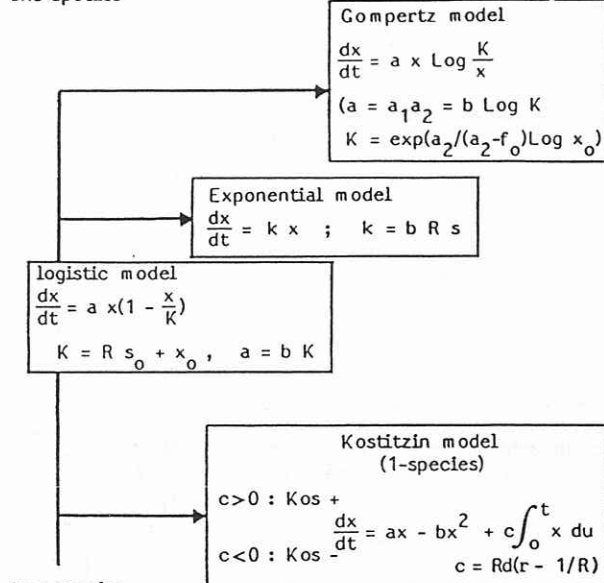 Gompertz model
dx/dt = a x Log K/x
(a = a₁a₂ = b Log K
K = exp(a₂/(a₂-f₀)Log x₀)
Exponential model
dx/dt = k x ; k = b R s
logistic model
dx/dt = a x(1 - x/K)
K = R s₀ + x₀ , a = b K
Kostitzin model
(1-species)
c>0 : Kos +
dx/dt = ax - bx² + c∫₀ᵗ x du
c<0 : Kos -
c = Rd(r - 1/R)